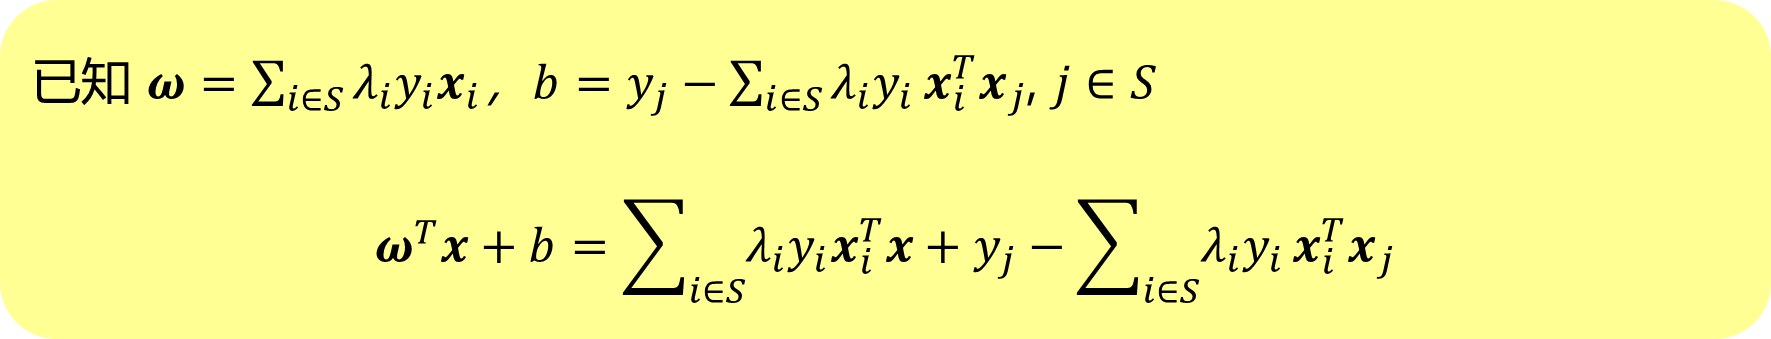 已知 𝝎 = ∑_{i∈S} λ_i y_i 𝒙_i , b = y_j − ∑_{i∈S} λ_i y_i 𝒙_i^T 𝒙_j, j ∈ S
𝝎^T 𝒙 + b = ∑_{i∈S} λ_i y_i 𝒙_i^T 𝒙 + y_j − ∑_{i∈S} λ_i y_i 𝒙_i^T 𝒙_j